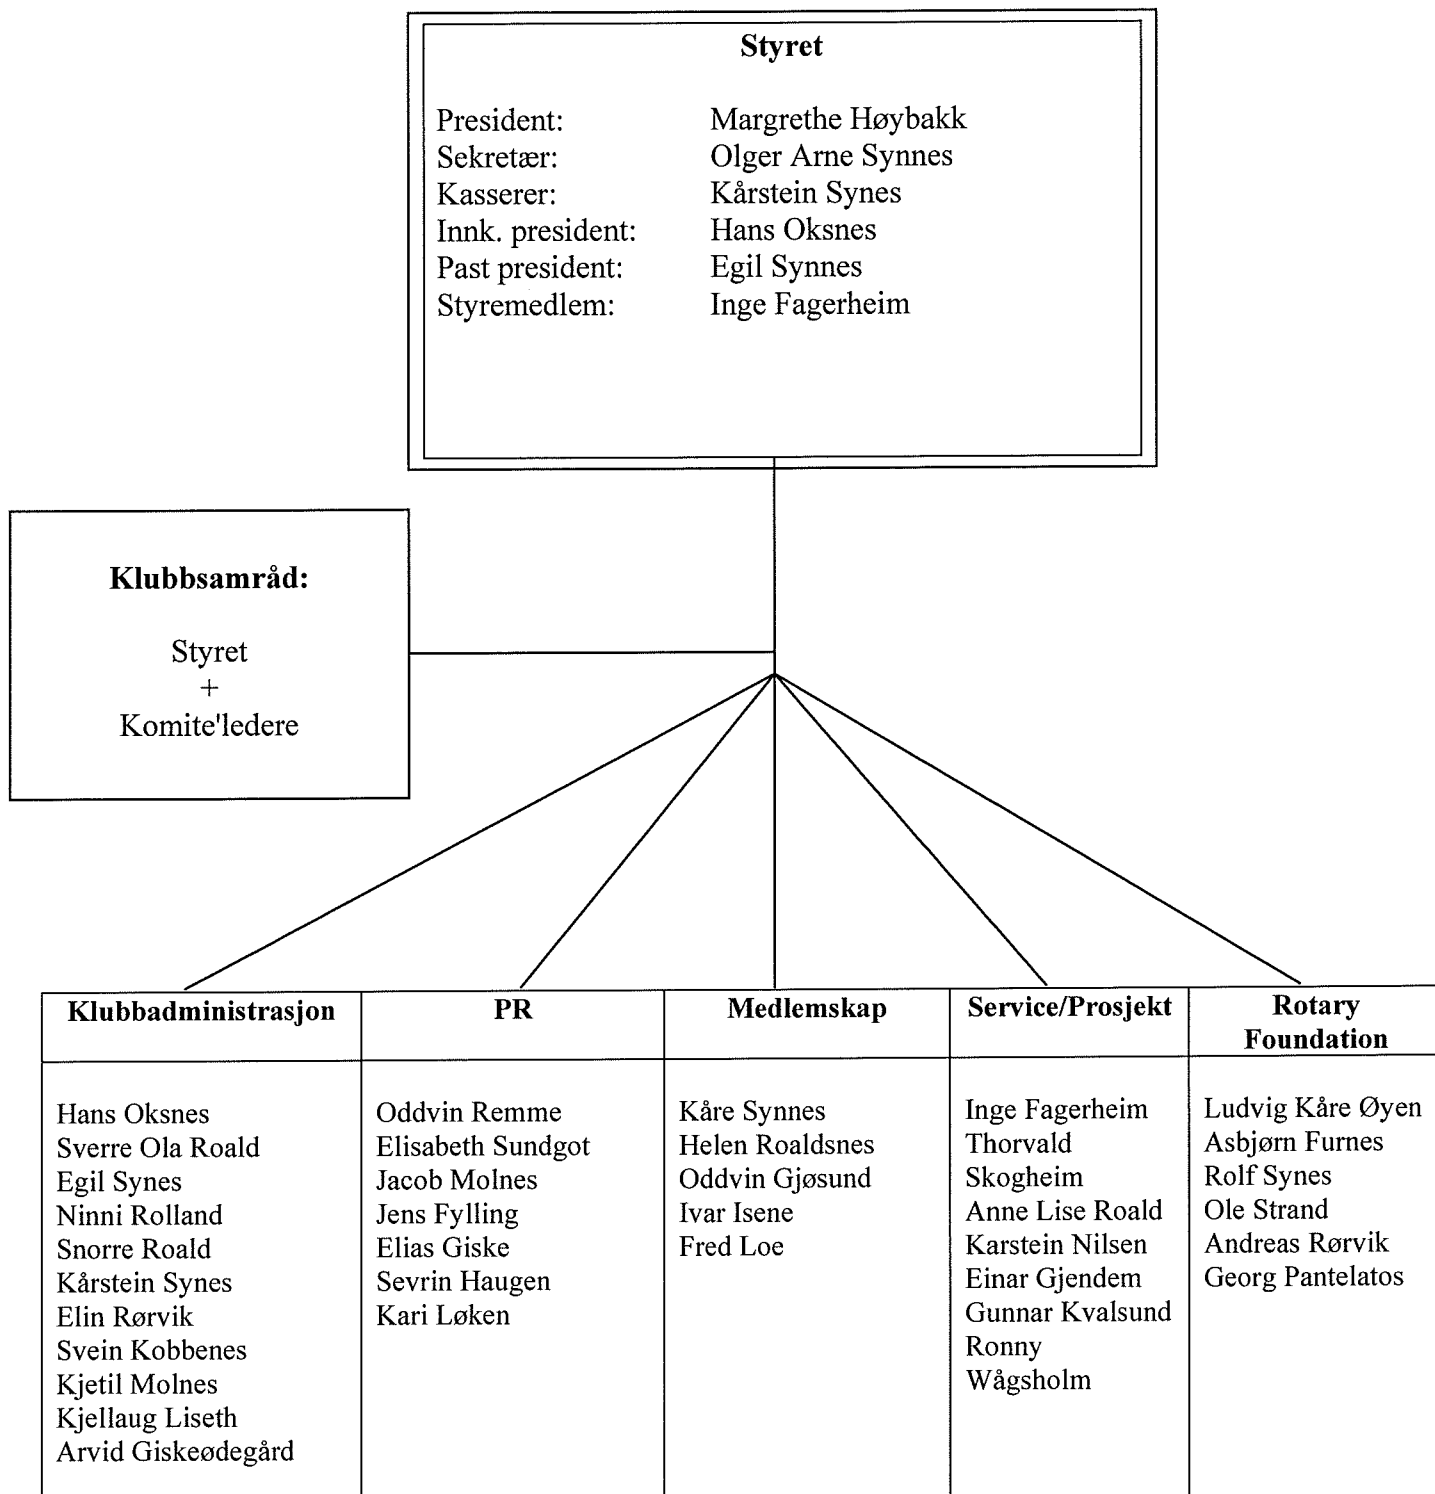 Styret
President: Margrethe Høybakk
Sekretær: Olger Arne Synnes
Kasserer: Kårstein Synes
Innk. president: Hans Oksnes
Past president: Egil Synnes
Styremedlem: Inge Fagerheim
Klubbsamråd:
Styret
+
Komite'ledere
Klubbadministrasjon
Hans Oksnes
Sverre Ola Roald
Egil Synes
Ninni Rolland
Snorre Roald
Kårstein Synes
Elin Rørvik
Svein Kobbenes
Kjetil Molnes
Kjellaug Liseth
Arvid Giskeødegård
PR
Oddvin Remme
Elisabeth Sundgot
Jacob Molnes
Jens Fylling
Elias Giske
Sevrin Haugen
Kari Løken
Medlemskap
Kåre Synnes
Helen Roaldsnes
Oddvin Gjøsund
Ivar Isene
Fred Loe
Service/Prosjekt
Inge Fagerheim
Thorvald
Skogheim
Anne Lise Roald
Karstein Nilsen
Einar Gjendem
Gunnar Kvalsund
Ronny
Wågsholm
Rotary
Foundation
Ludvig Kåre Øyen
Asbjørn Furnes
Rolf Synes
Ole Strand
Andreas Rørvik
Georg Pantelatos